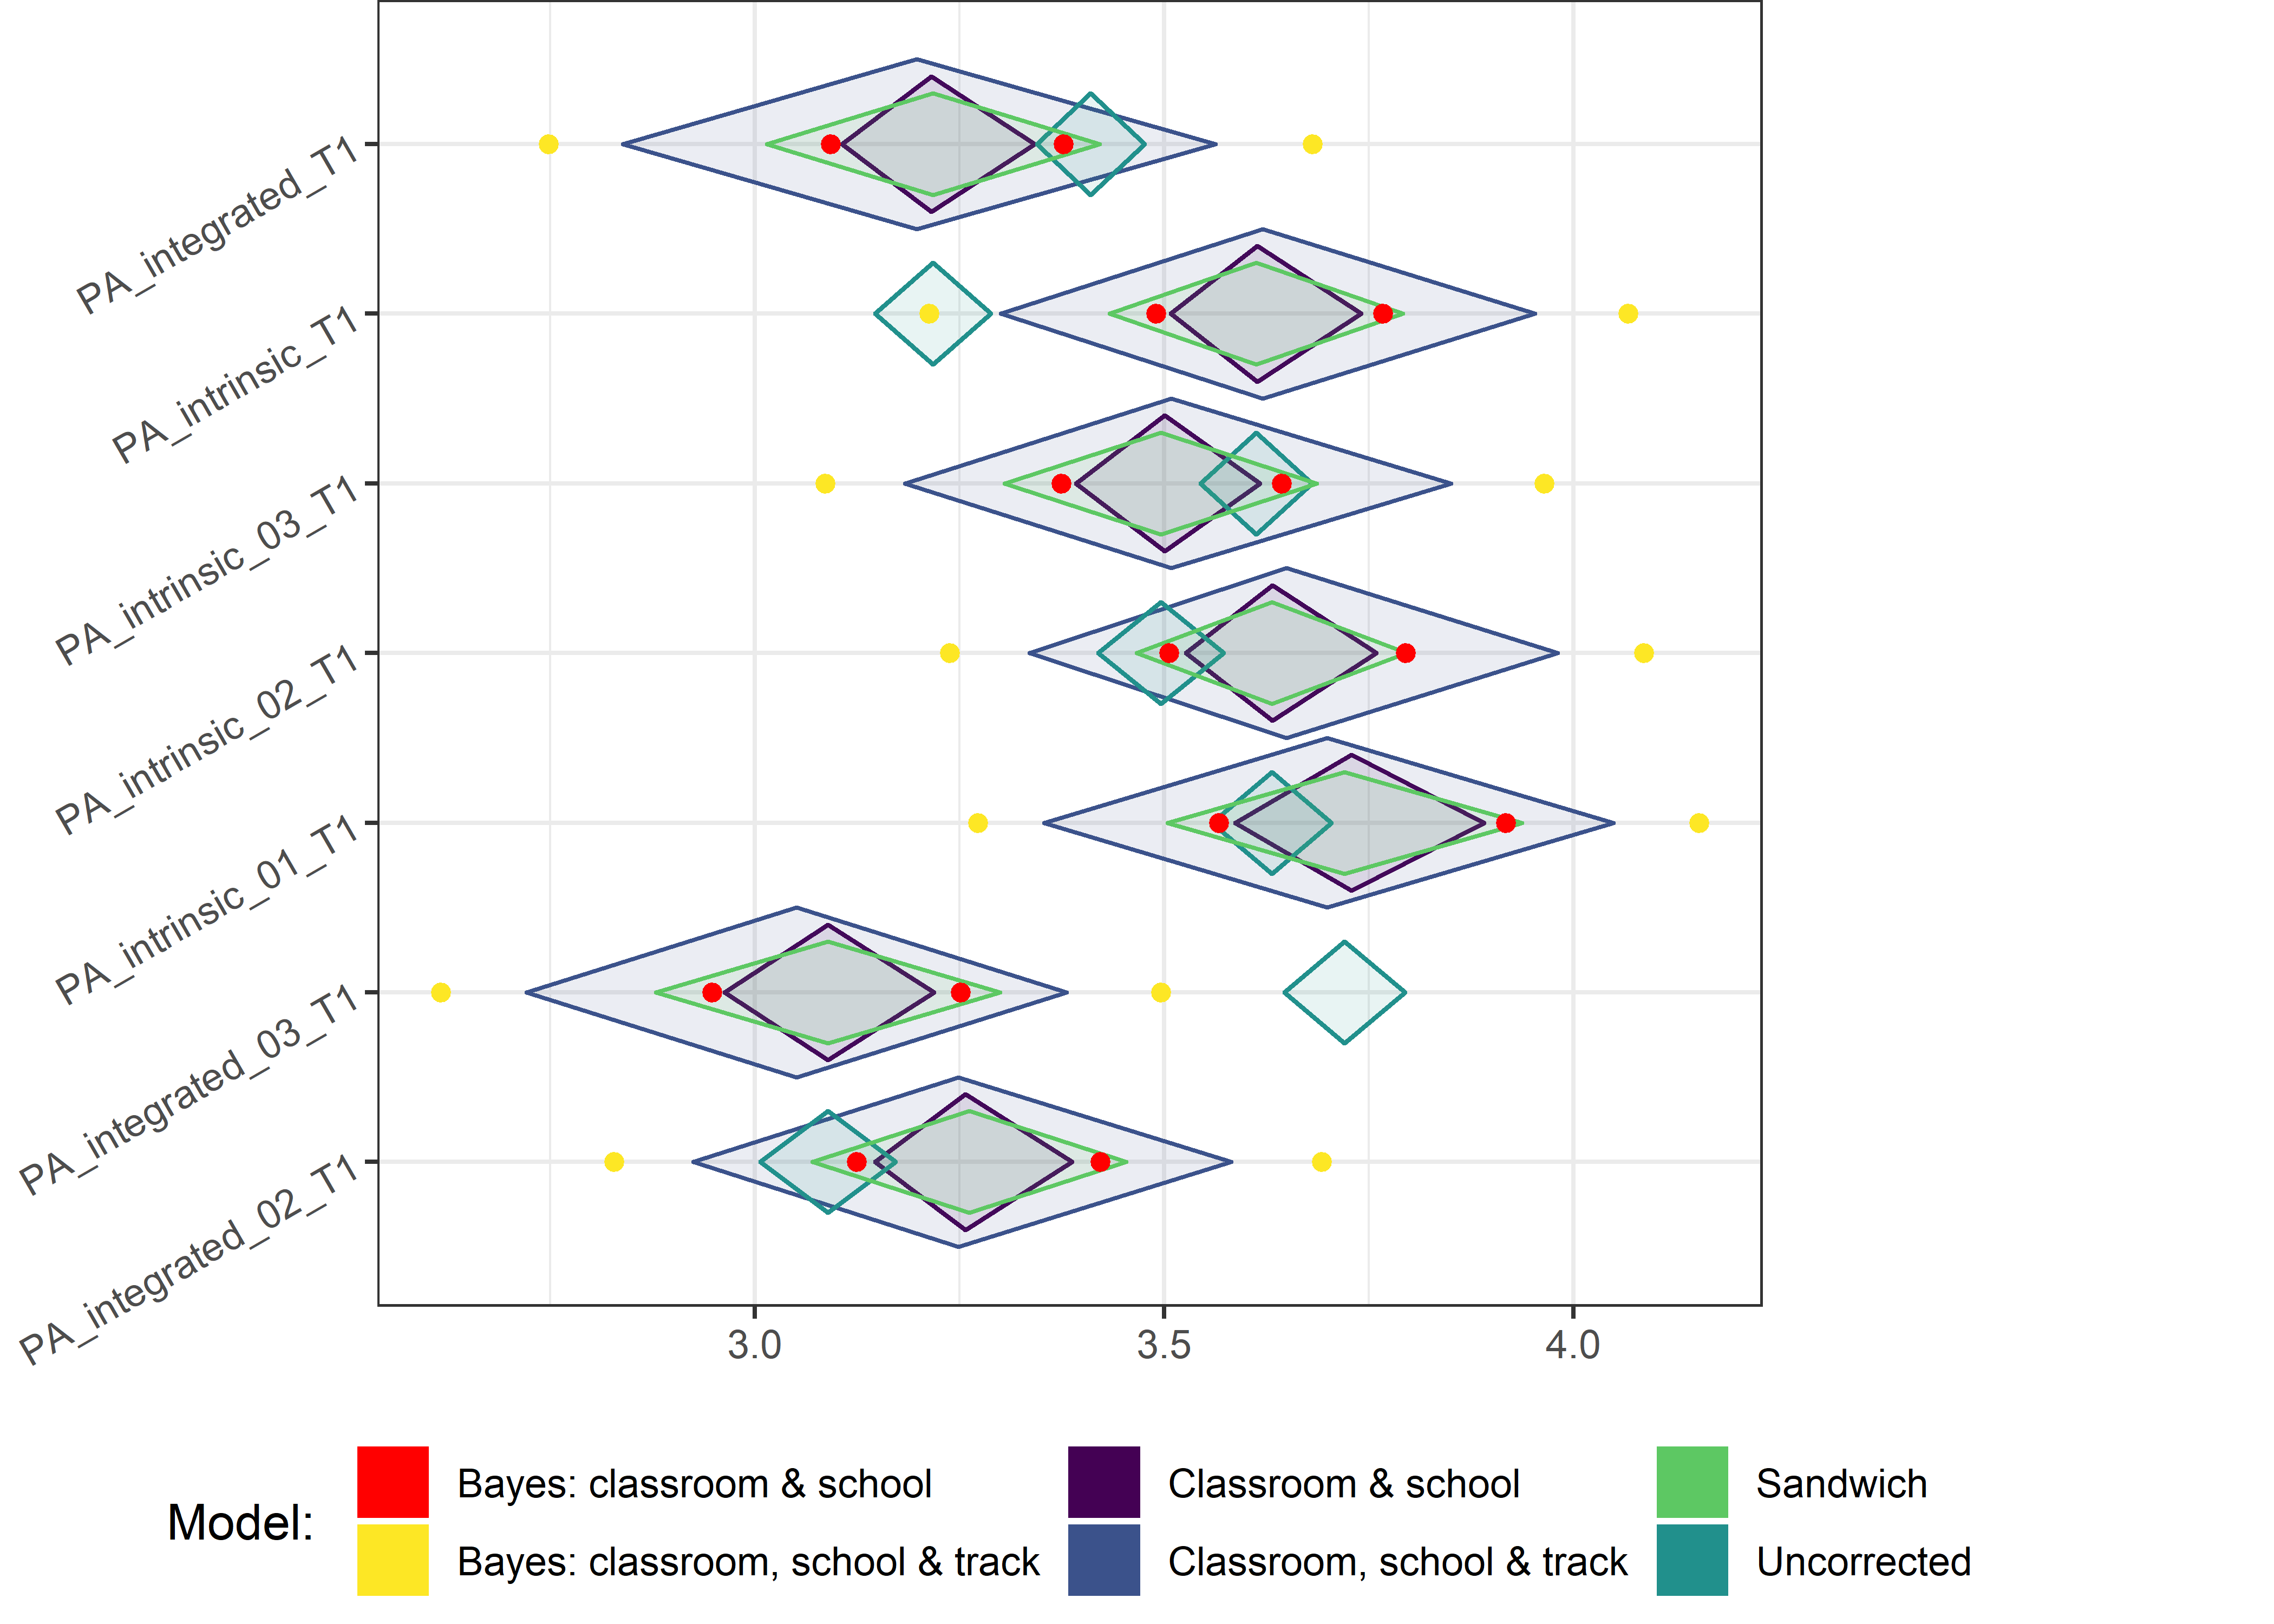 PA_integrated_T1
PA_intrinsic_T1
PA_intrinsic_03_T1
PA_intrinsic_02_T1
PA_intrinsic_01_T1
PA_integrated_03_T1
PA_integrated_02_T1
3.0 3.5 4.0
Model:
Bayes: classroom & school Classroom & school Sandwich
Bayes: classroom, school & track Classroom, school & track Uncorrected